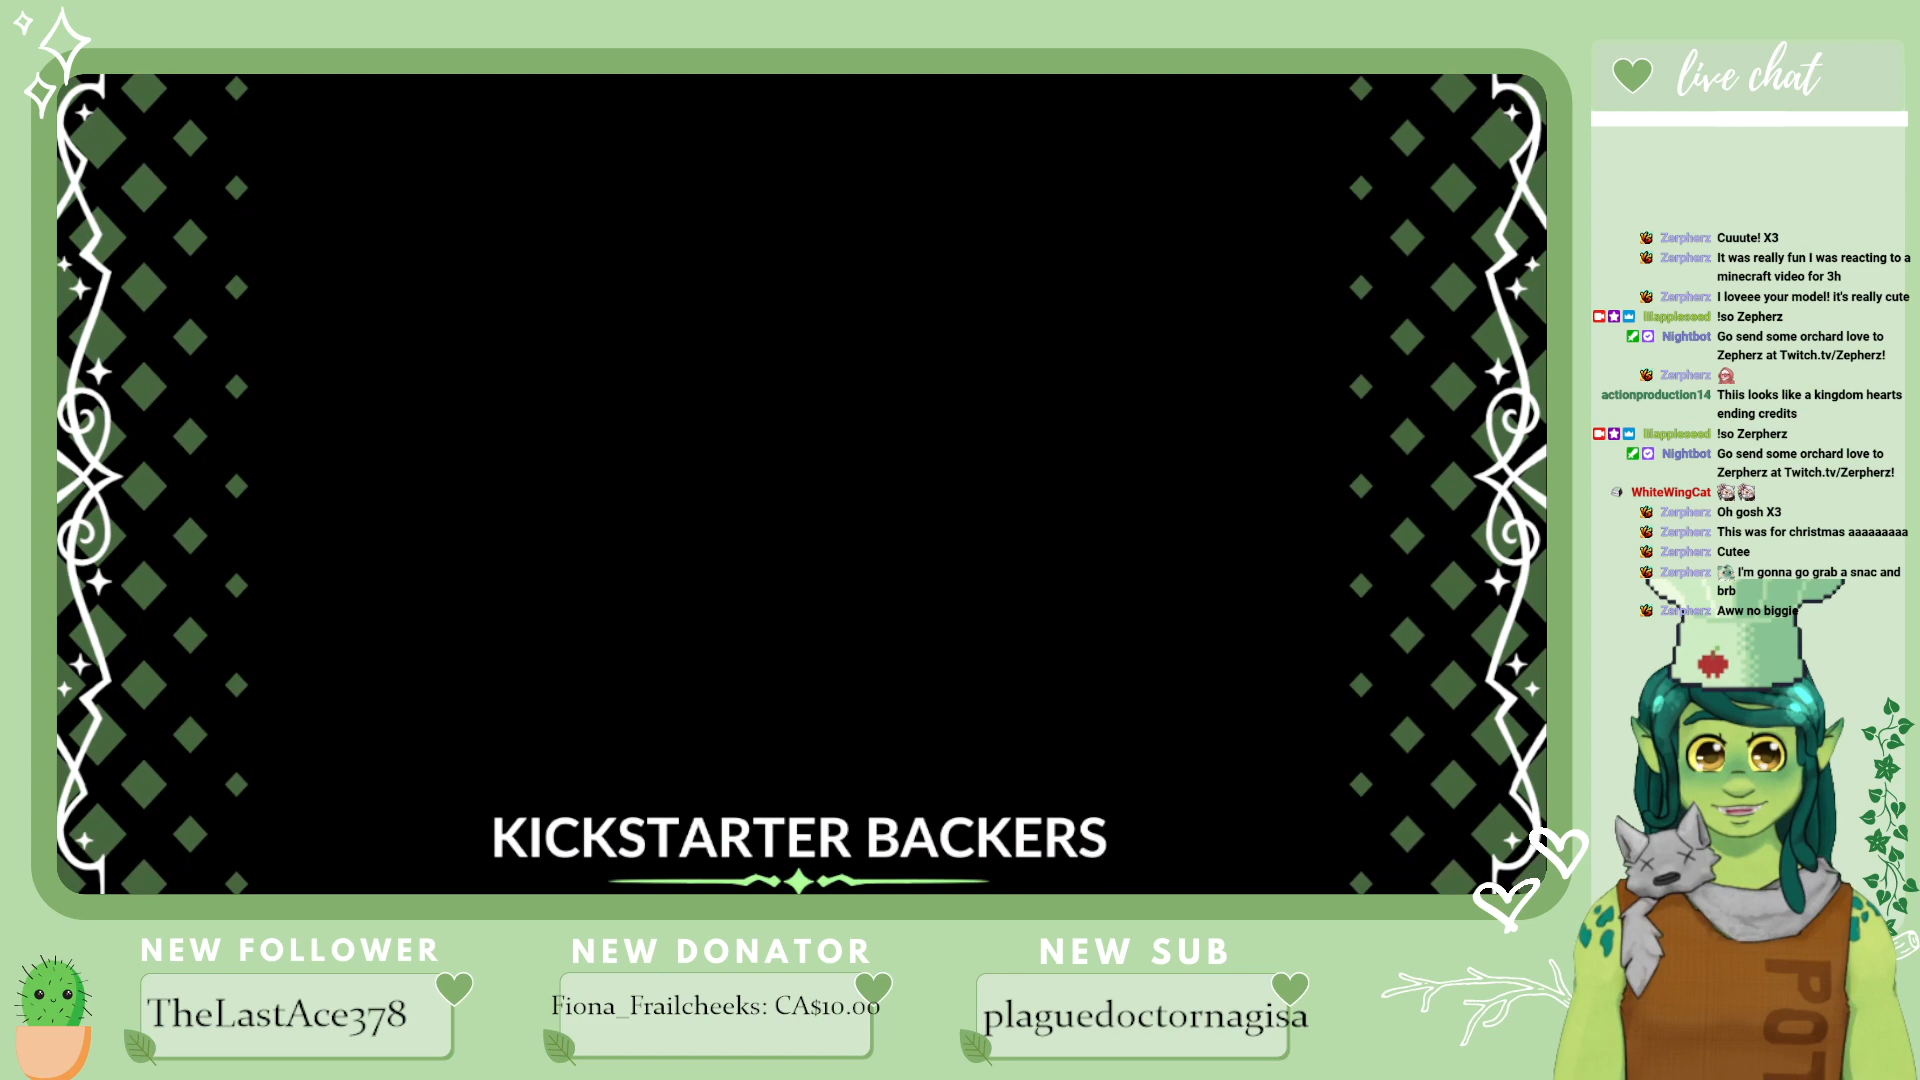 live chat
Zerpherz Cuuute! X3
Zerpherz It was really fun I was reacting to a
minecraft video for 3h
Zerpherz I loveee your model! it's really cute
lilappleseed !so Zepherz
Nightbot Go send some orchard love to
Zepherz at Twitch.tv/Zepherz!
Zerpherz
actionproduction14 Thiis looks like a kingdom hearts
ending credits
lilappleseed !so Zerpherz
Nightbot Go send some orchard love to
Zerpherz at Twitch.tv/Zerpherz!
WhiteWingCat
Zerpherz Oh gosh X3
Zerpherz This was for christmas aaaaaaaaa
Zerpherz Cutee
Zerpherz I'm gonna go grab a snac and
brb
Zerpherz Aww no biggie
KICKSTARTER BACKERS
NEW FOLLOWER
TheLastAce378
NEW DONATOR
Fiona_Frailcheeks: CA$10.00
NEW SUB
plaguedoctornagisa
POT